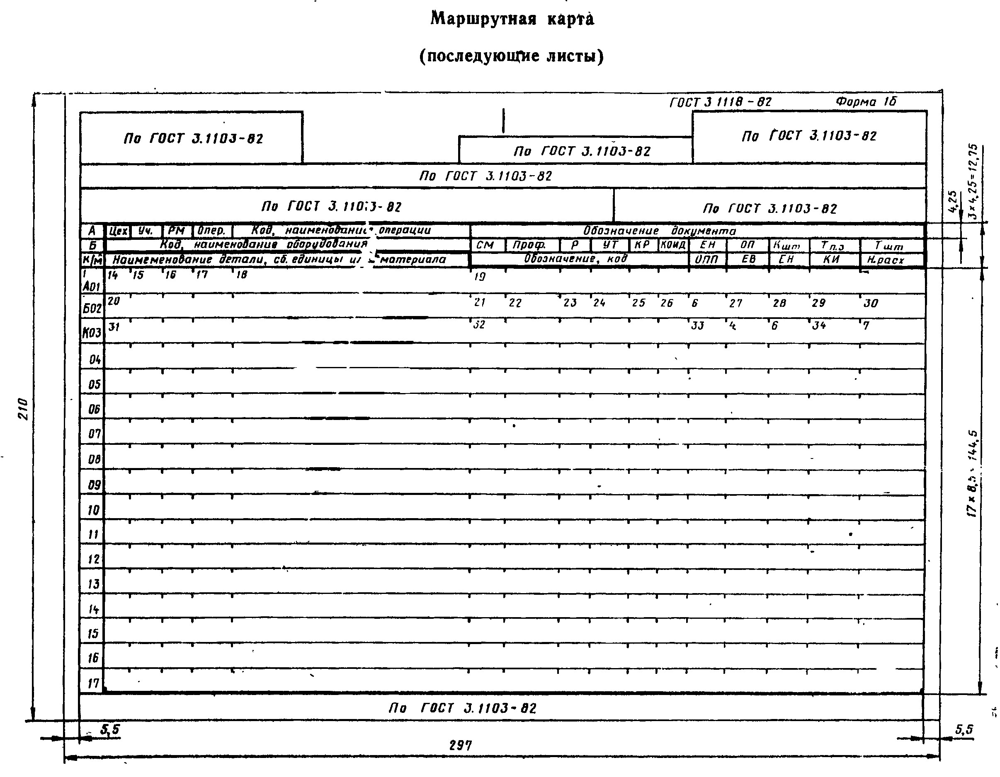 Маршрутная карта
(последующие листы)
ГОСТ 3 1118-82 Форма 1б
По ГОСТ 3.1103-82
По ГОСТ 3.1103-82
По ГОСТ 3.1103-82
По ГОСТ 3.1103-82
По ГОСТ 3.1103-82
По ГОСТ 3.1103-82
4,25
3×4,25=12,75
А Цех Уч. РМ Опер. Код, наименование операции Обозначение документа
Б Код, наименование оборудования СМ Проф. Р УТ КР КОИД ЕН ОП Кшт Тп.з Тшт
К/М Наимеменование детали, сб. единицы или материала Обозначение, код ОПП ЕВ ЕН КИ Н.расх
1 14 15 16 17 18 19
А01
20 21 22 23 24 25 26 6 27 28 29 30
Б02
31 32 33 4 6 34 7
К03
04
05
06
07
08
09
10
11
12
13
14
15
16
17
210
17×8,5=144,5
По ГОСТ 3.1103-82
5,5
5,5
297